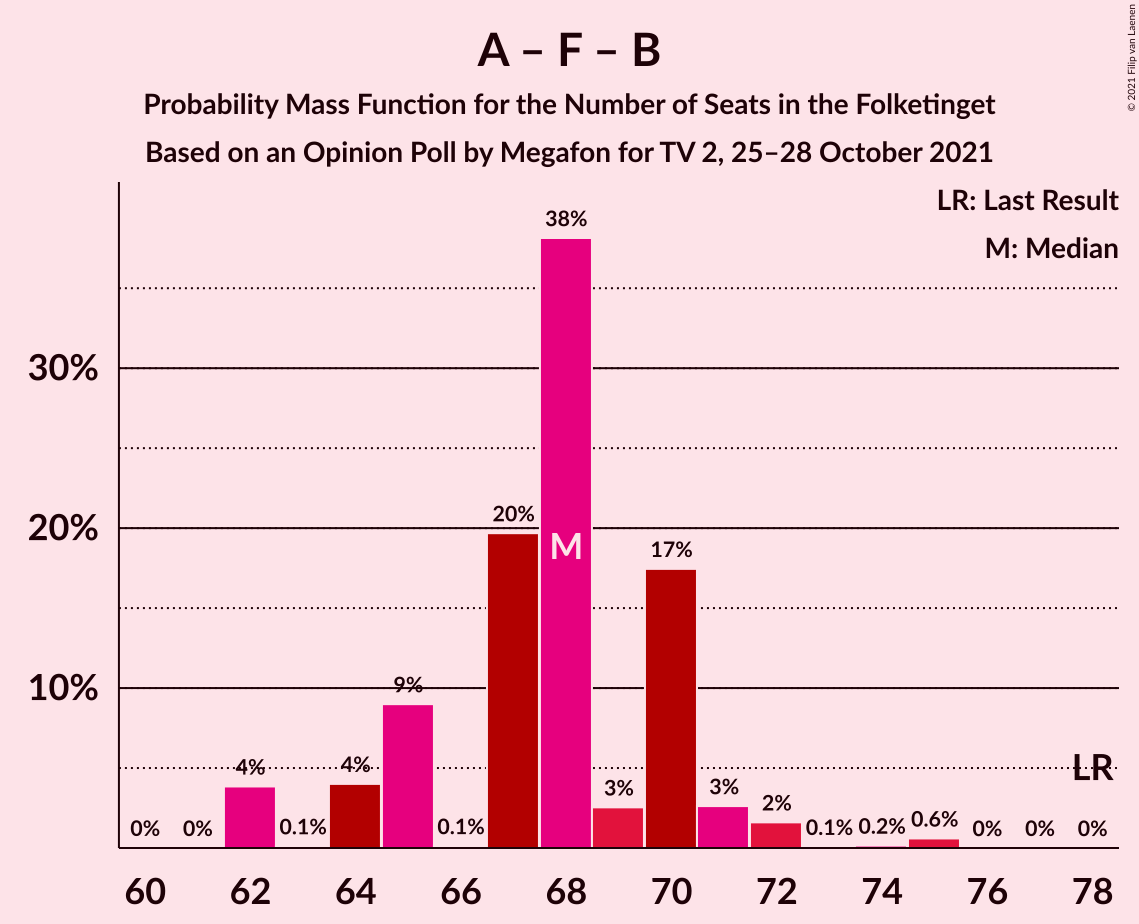 A – F – B
Probability Mass Function for the Number of Seats in the Folketinget
Based on an Opinion Poll by Megafon for TV 2, 25–28 October 2021
© 2021 Filip van Laenen
LR: Last Result
M: Median
38%
30%
20%
20%
M
17%
10%
9%
4%
4%
LR
3%
3%
2%
0%
0%
0.1%
0.1%
0.1%
0.2%
0.6%
0%
0%
0%
60 62 64 66 68 70 72 74 76 78